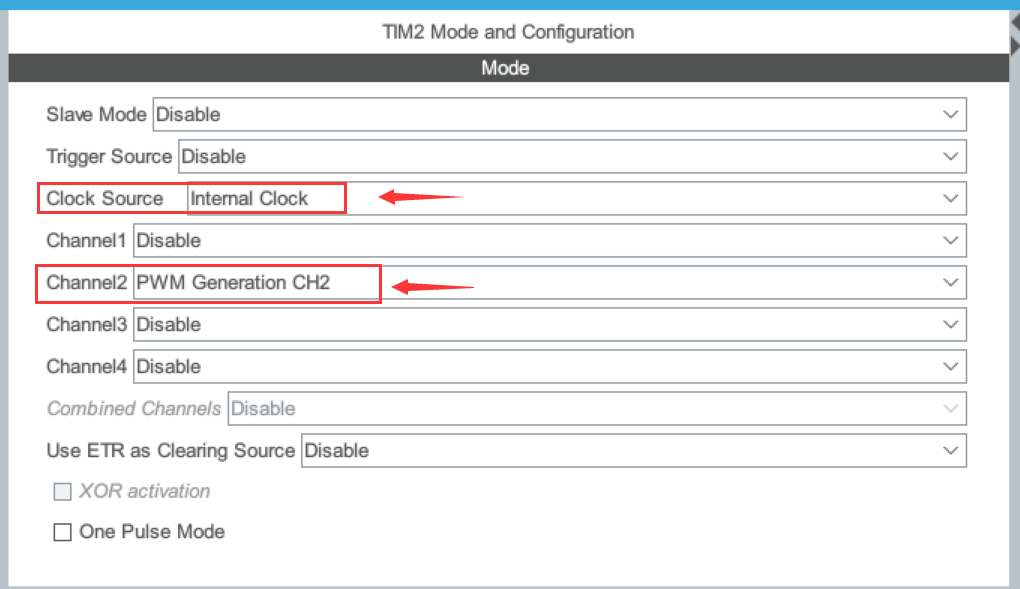 TIM2 Mode and Configuration
Mode
Slave Mode Disable
Trigger Source Disable
Clock Source Internal Clock
Channel1 Disable
Channel2 PWM Generation CH2
Channel3 Disable
Channel4 Disable
Combined Channels Disable
Use ETR as Clearing Source Disable
XOR activation
One Pulse Mode